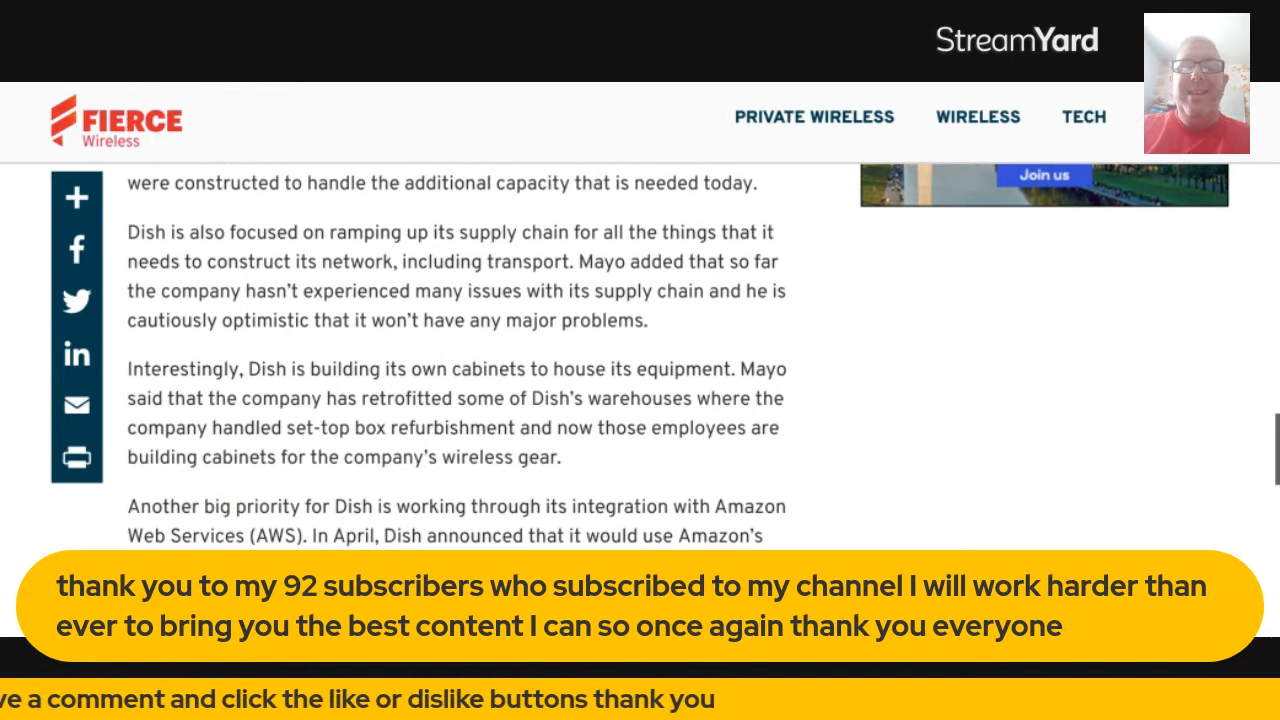 StreamYard
FIERCE
Wireless
PRIVATE WIRELESS WIRELESS TECH
Join us
were constructed to handle the additional capacity that is needed today.
Dish is also focused on ramping up its supply chain for all the things that it
needs to construct its network, including transport. Mayo added that so far
the company hasn't experienced many issues with its supply chain and he is
cautiously optimistic that it won't have any major problems.
Interestingly, Dish is building its own cabinets to house its equipment. Mayo
said that the company has retrofitted some of Dish's warehouses where the
company handled set-top box refurbishment and now those employees are
building cabinets for the company's wireless gear.
Another big priority for Dish is working through its integration with Amazon
Web Services (AWS). In April, Dish announced that it would use Amazon's
thank you to my 92 subscribers who subscribed to my channel I will work harder than
ever to bring you the best content I can so once again thank you everyone
ve a comment and click the like or dislike buttons thank you